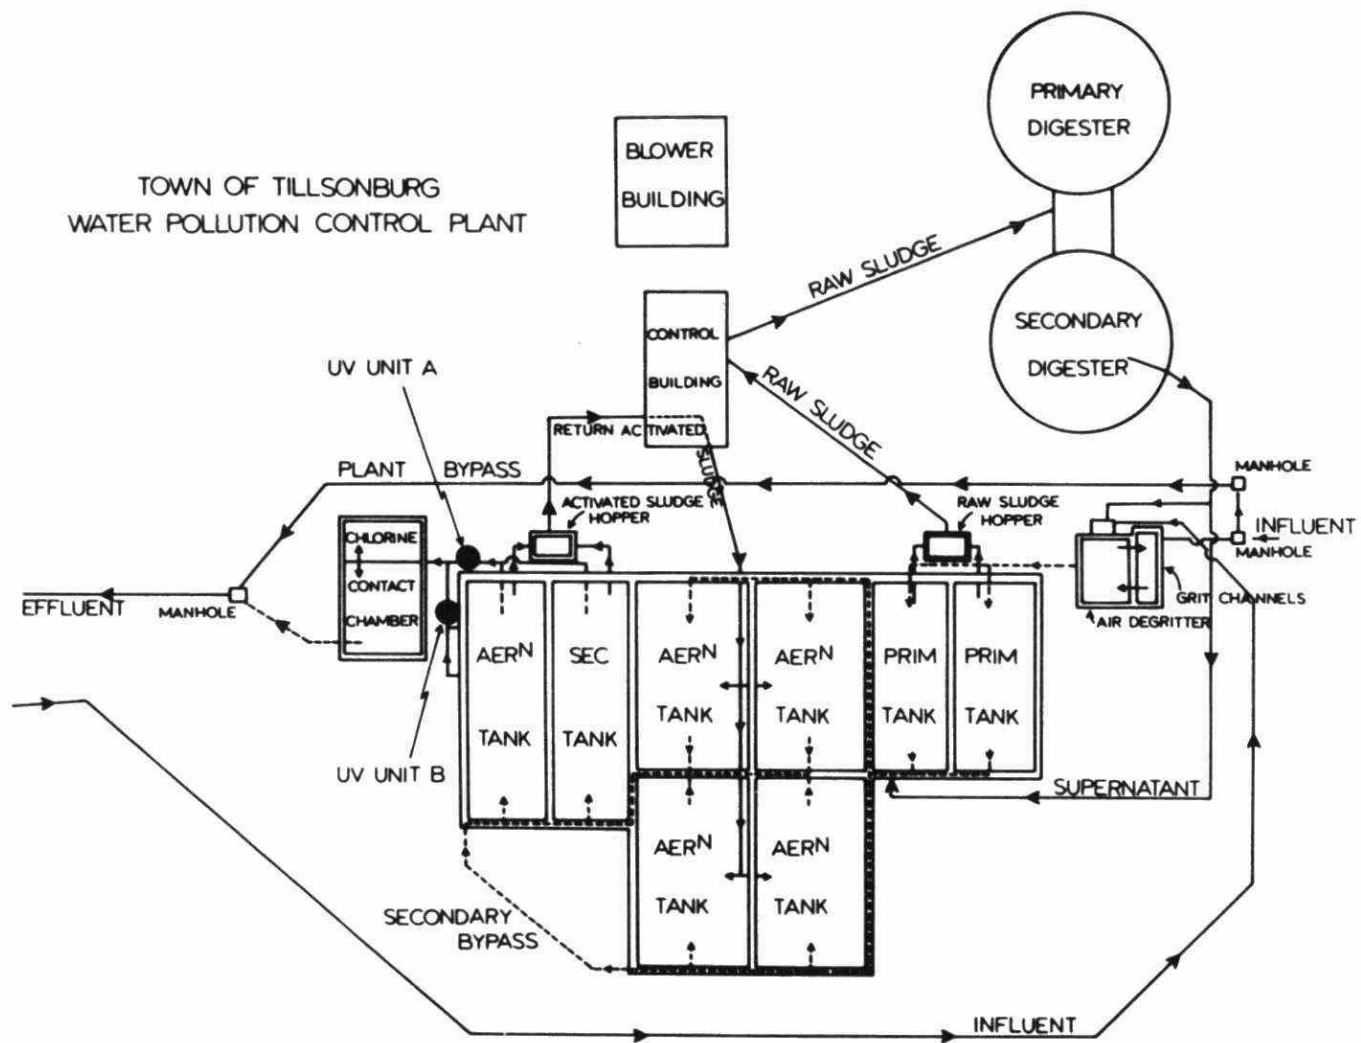 PRIMARY
DIGESTER
BLOWER
BUILDING
TOWN OF TILLSONBURG
WATER POLLUTION CONTROL PLANT
RAW SLUDGE
CONTROL
BUILDING
SECONDARY
DIGESTER
UV UNIT A
RAW SLUDGE
RETURN ACTIVATED
SLUDGE
PLANT BYPASS
MANHOLE
ACTIVATED SLUDGE
HOPPER
RAW SLUDGE
HOPPER
INFLUENT
MANHOLE
CHLORINE
CONTACT
CHAMBER
EFFLUENT
MANHOLE
GRIT CHANNELS
AIR DEGRITTER
AERN
TANK
SEC
TANK
AERN
TANK
AERN
TANK
PRIM
TANK
PRIM
TANK
UV UNIT B
SUPERNATANT
AERN
TANK
AERN
TANK
SECONDARY
BYPASS
INFLUENT